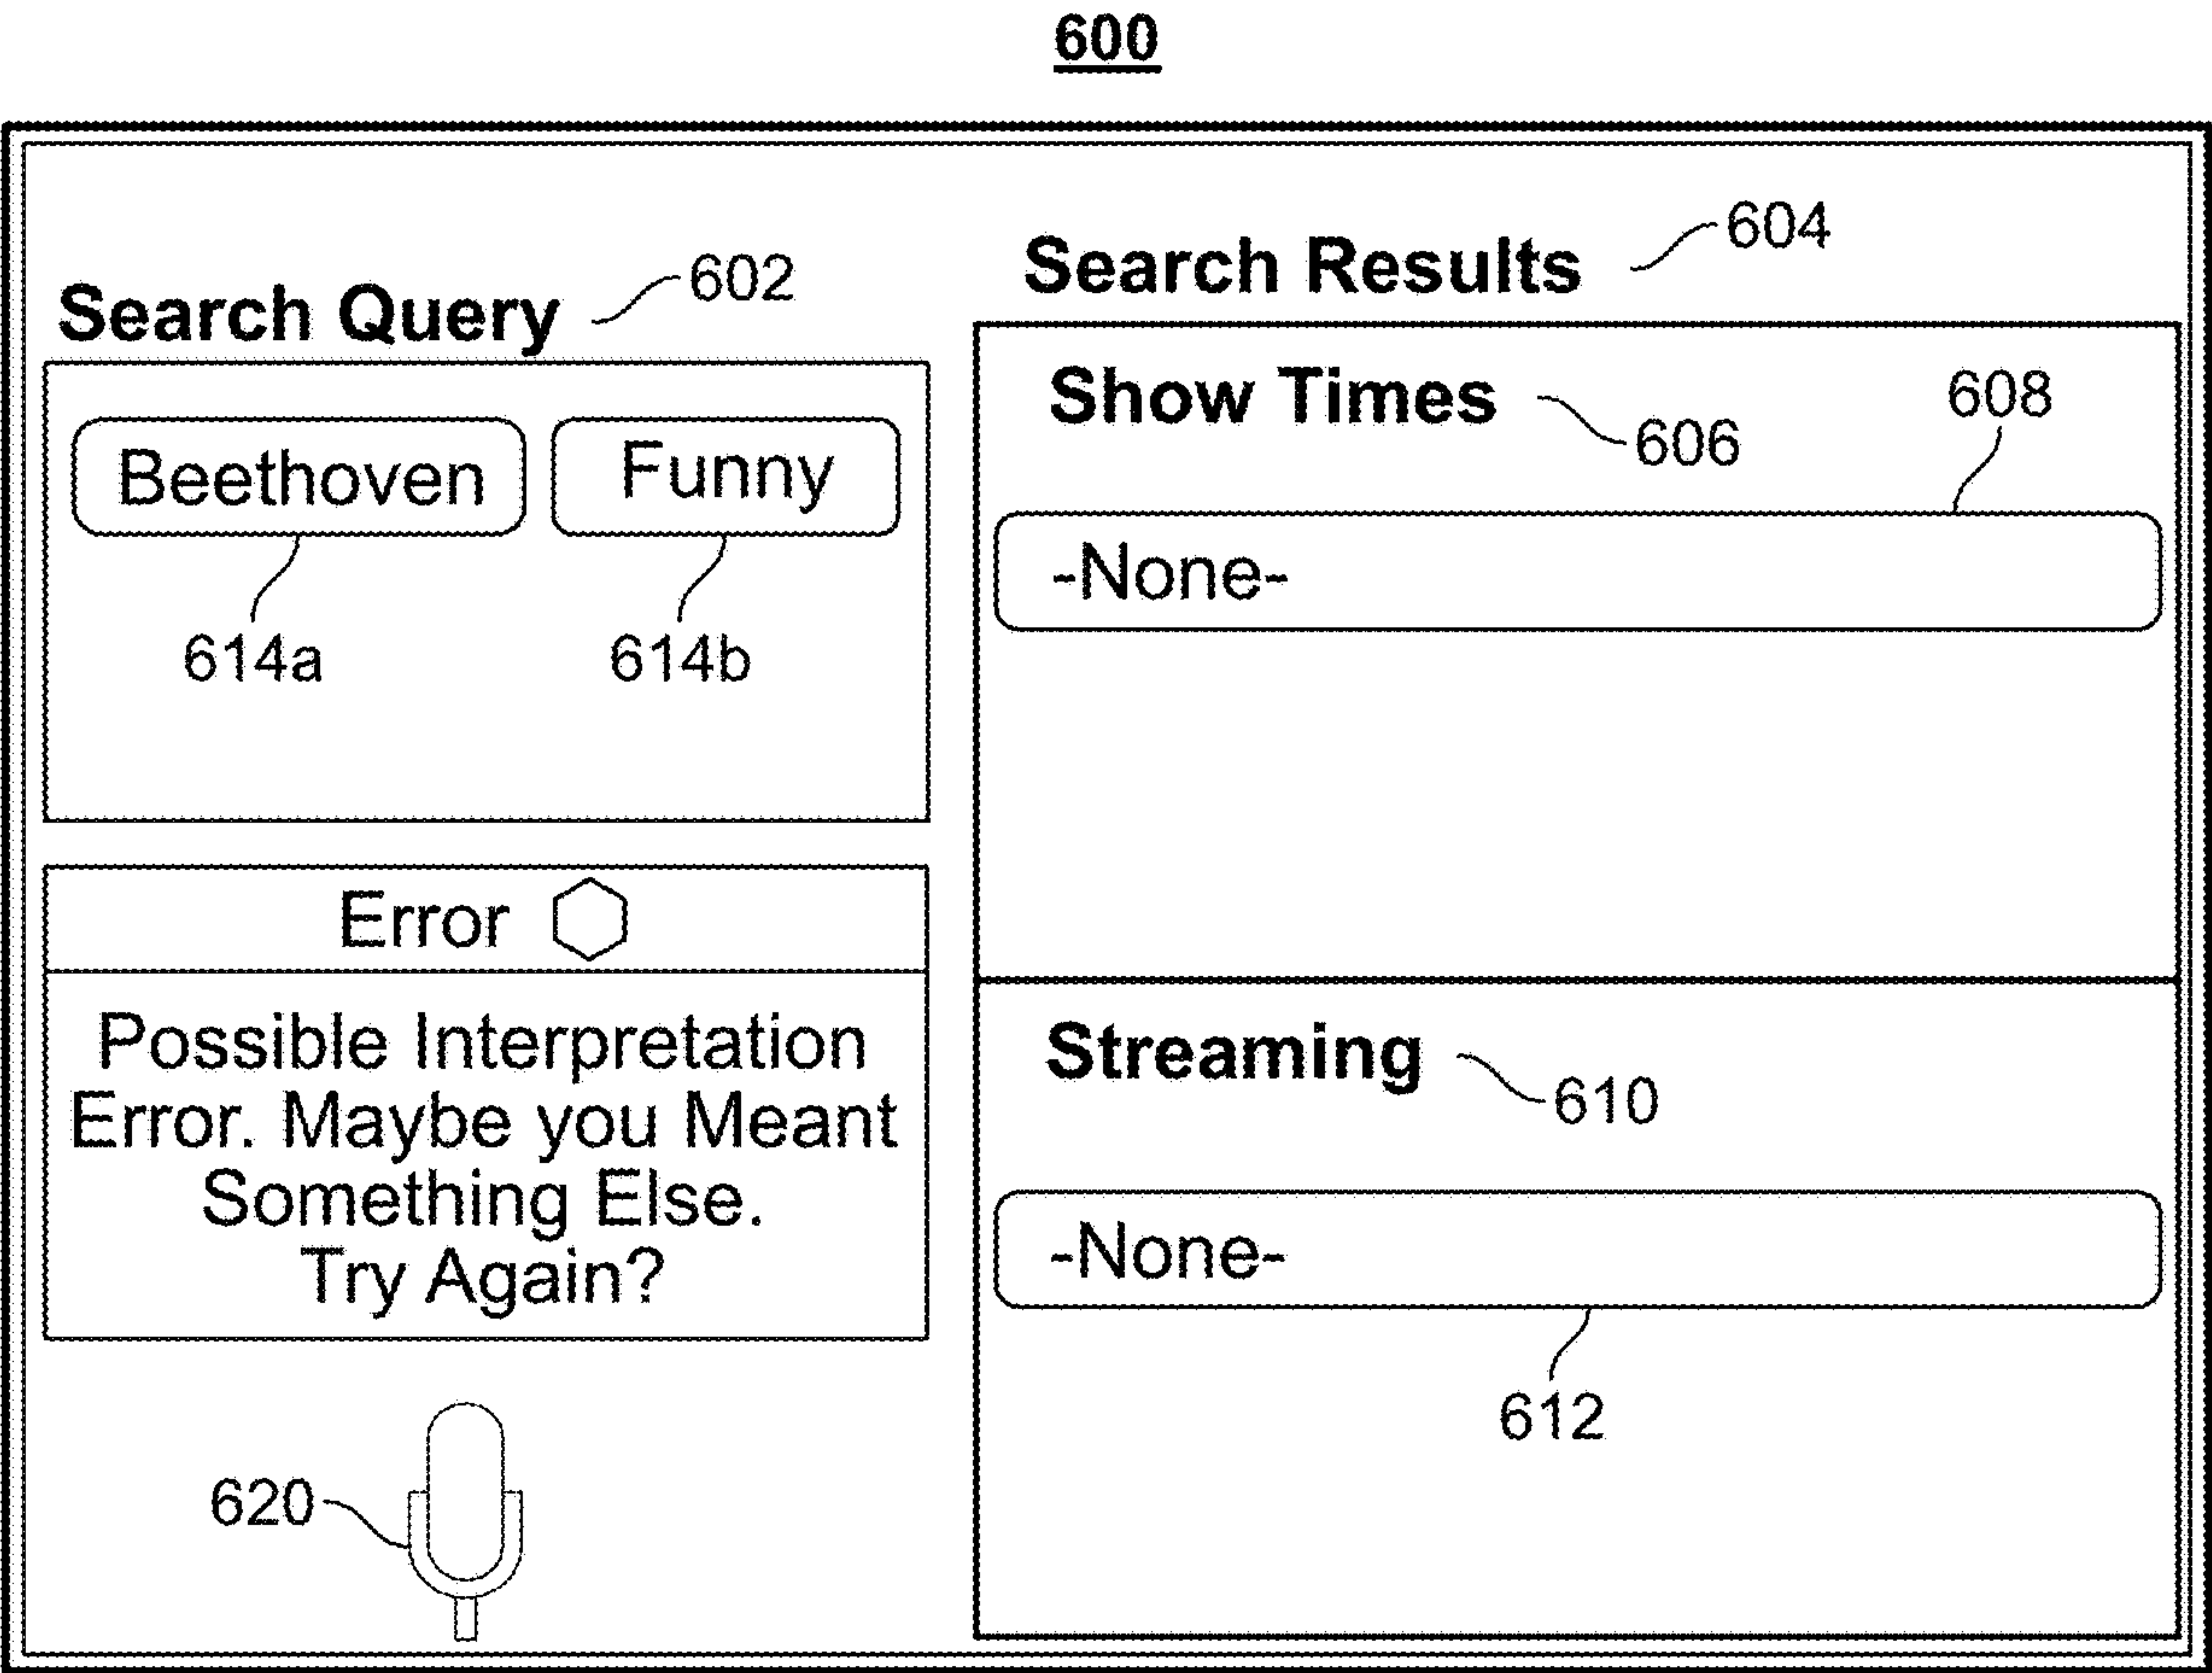 600
Search Query
602
Beethoven
Funny
614a
614b
Error
Possible Interpretation
Error. Maybe you Meant
Something Else.
Try Again?
620
Search Results
604
Show Times
606
608
-None-
Streaming
610
-None-
612